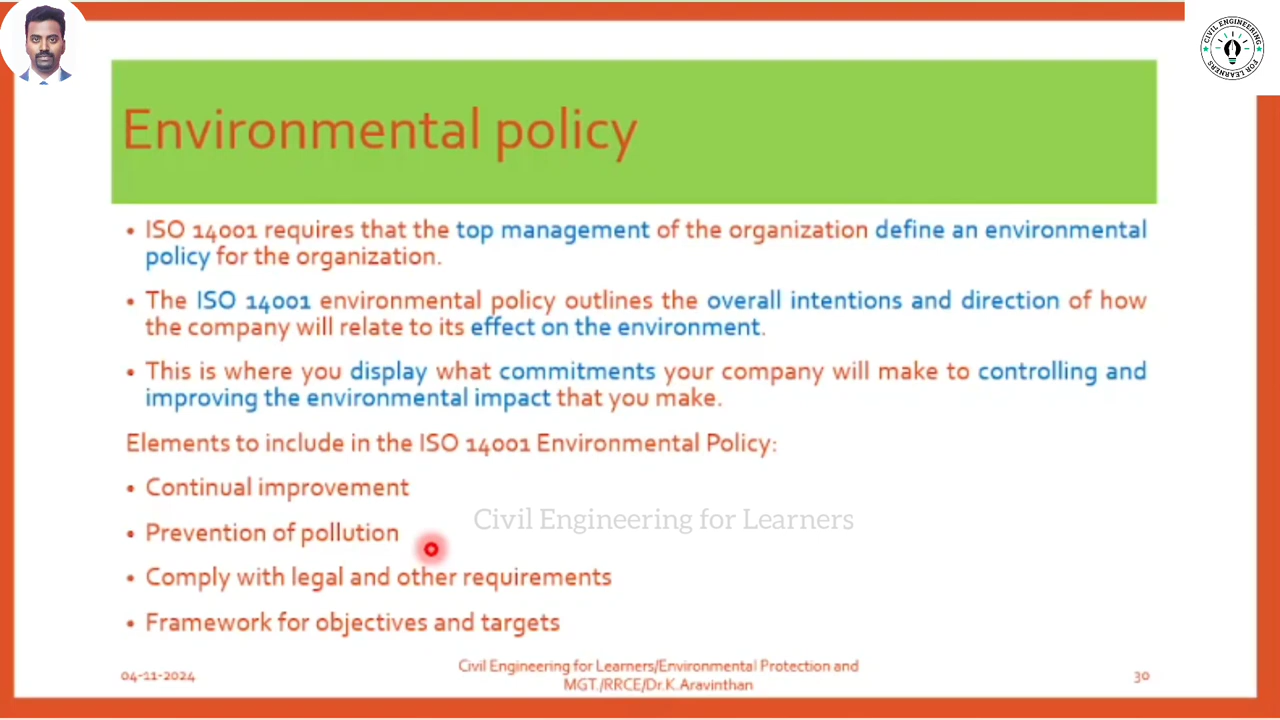 CIVIL ENGINEERING
FOR LEARNERS
Environmental policy
• ISO 14001 requires that the top management of the organization define an environmental
policy for the organization.
• The ISO 14001 environmental policy outlines the overall intentions and direction of how
the company will relate to its effect on the environment.
• This is where you display what commitments your company will make to controlling and
improving the environmental impact that you make.
Elements to include in the ISO 14001 Environmental Policy:
• Continual improvement
Civil Engineering for Learners
• Prevention of pollution
• Comply with legal and other requirements
• Framework for objectives and targets
04-11-2024
Civil Engineering for Learners/Environmental Protection and
MGT./RRCE/Dr.K.Aravinthan
30